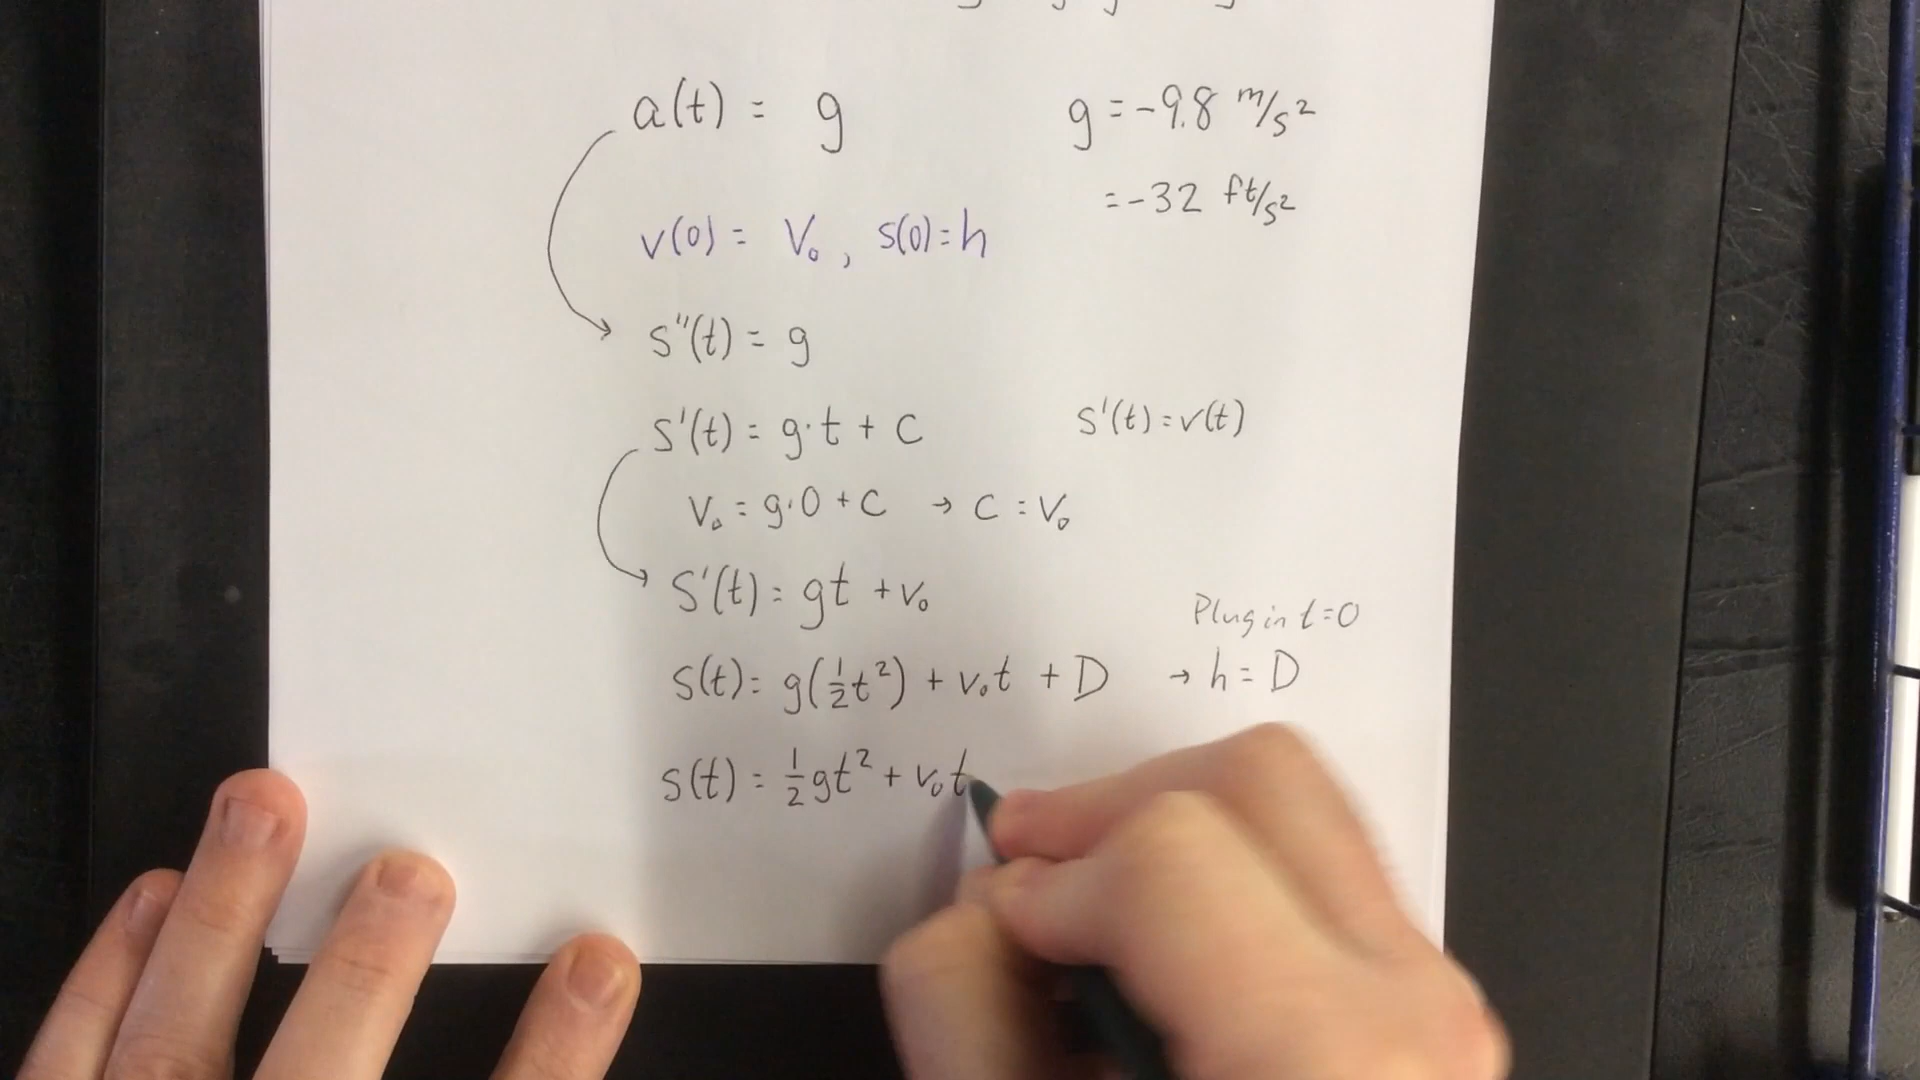 a(t) = g    g = -9.8 m/s²
= -32 ft/s²
v(0) = V₀ , s(0) = h
s''(t) = g
s'(t) = g·t + C    s'(t) = v(t)
V₀ = g·0 + C → C = V₀
s'(t) = gt + v₀
Plug in t = 0
s(t) = g(½t²) + v₀t + D → h = D
s(t) = ½gt² + v₀t